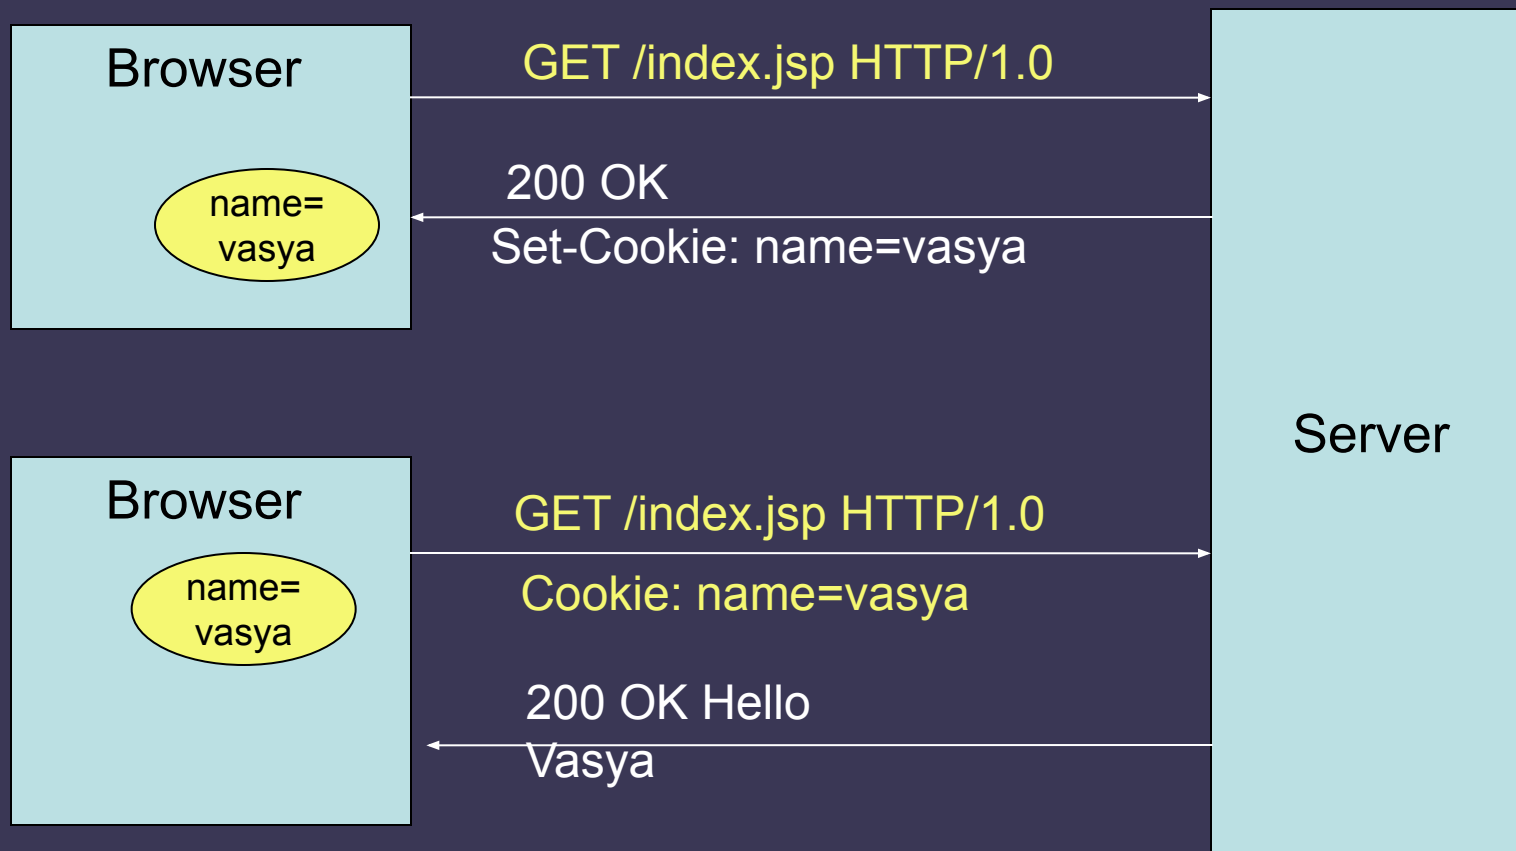 Browser
GET /index.jsp HTTP/1.0
200 OK
name=
vasya
Set-Cookie: name=vasya
Server
Browser
GET /index.jsp HTTP/1.0
name=
vasya
Cookie: name=vasya
200 OK Hello
Vasya